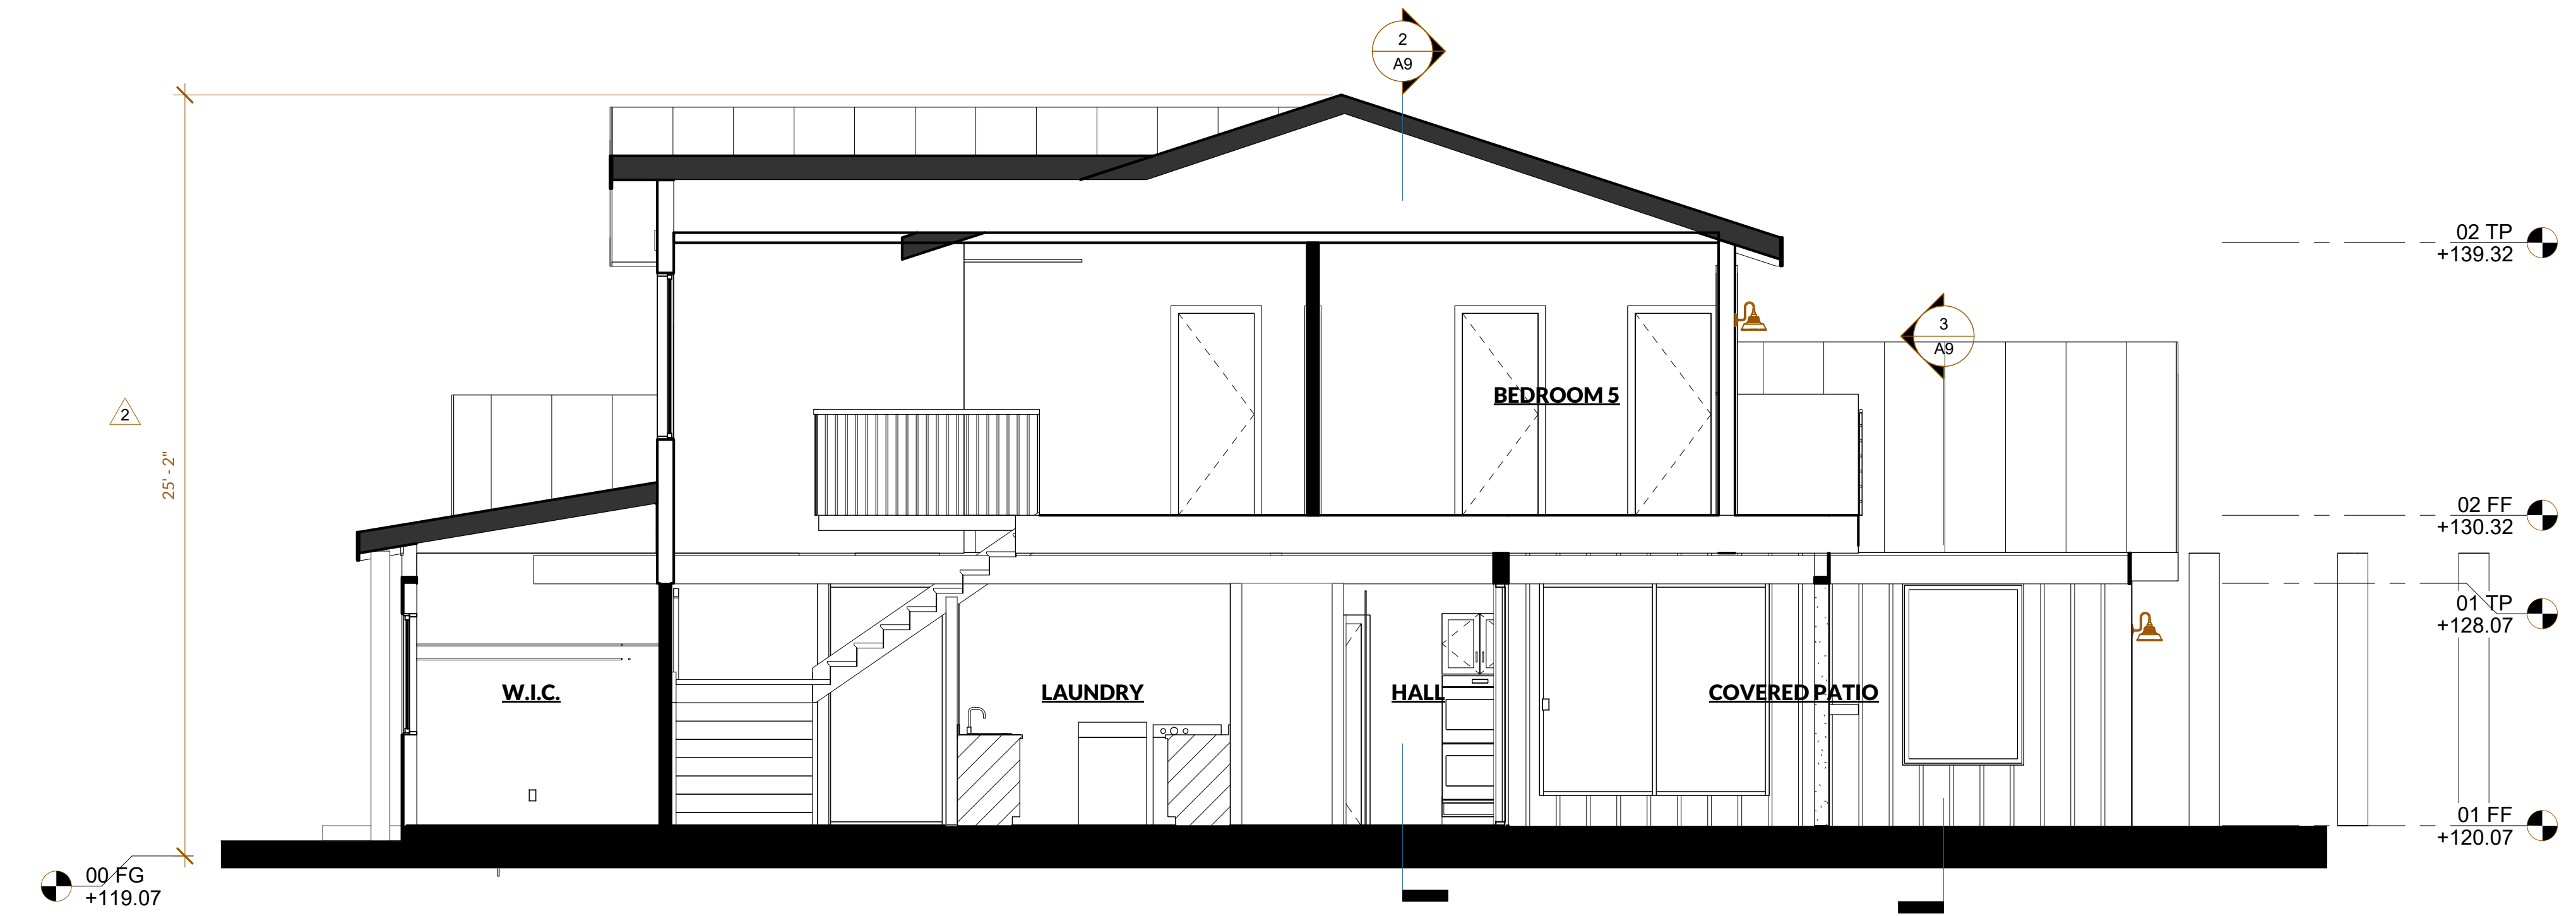 2
A9
02 TP
+139.32
3
A9
BEDROOM 5
2
25' - 2"
02 FF
+130.32
01 TP
+128.07
W.I.C.
LAUNDRY
HALL
COVERED PATIO
01 FF
+120.07
00 FG
+119.07